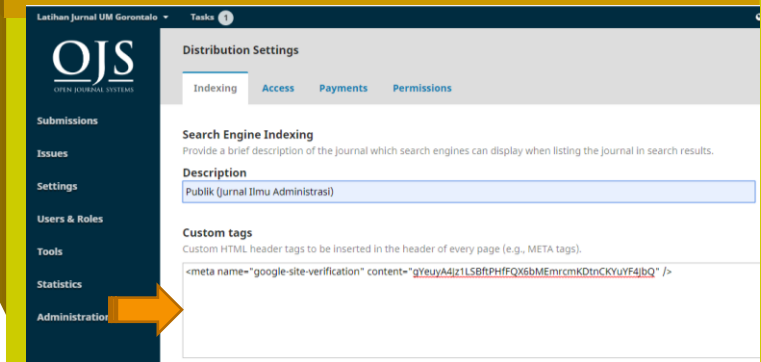 Latihan Jurnal UM Gorontalo Tasks 1
OJS
OPEN JOURNAL SYSTEMS
Submissions
Issues
Settings
Users & Roles
Tools
Statistics
Administration
Distribution Settings
Indexing Access Payments Permissions
Search Engine Indexing
Provide a brief description of the journal which search engines can display when listing the journal in search results.
Description
Publik (Jurnal Ilmu Administrasi)
Custom tags
Custom HTML header tags to be inserted in the header of every page (e.g., META tags).
<meta name="google-site-verification" content="gYeuyA4Jz1LSBftPHfFQX6bMEmrcmKDtnCKYuYF4JbQ" />